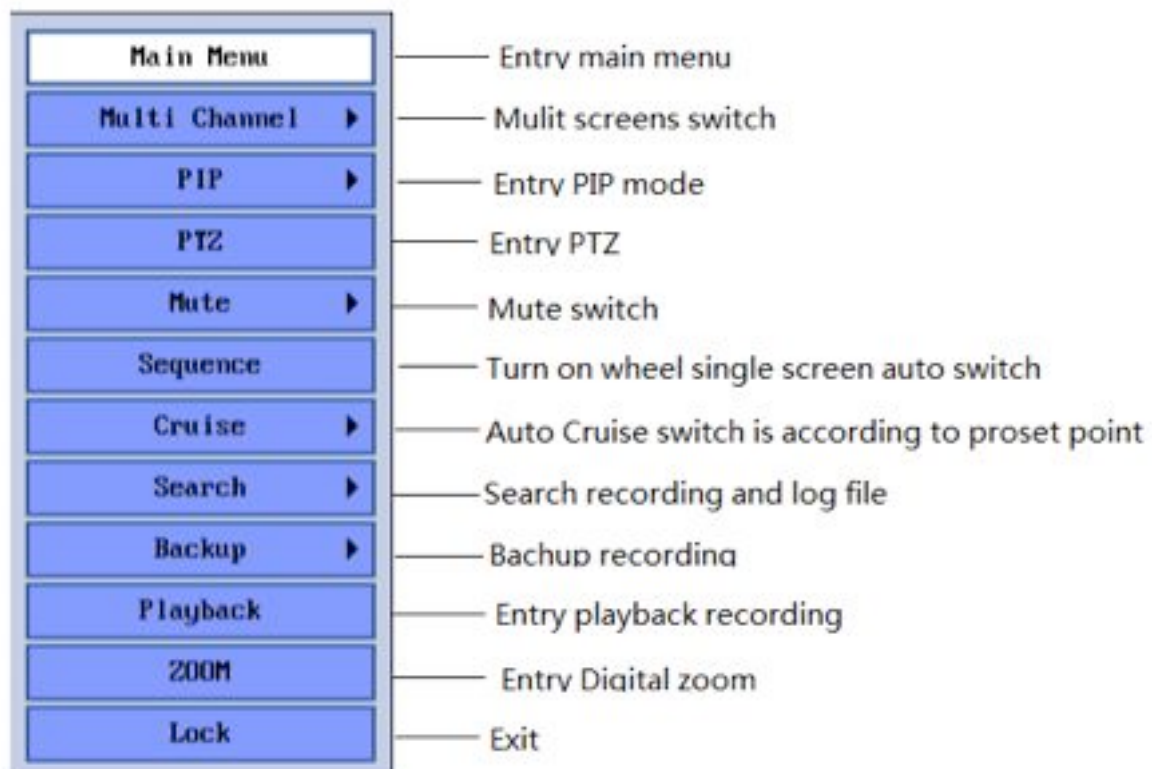 Main Menu Entry main menu
Multi Channel Mulit screens switch
PIP Entry PIP mode
PTZ Entry PTZ
Mute Mute switch
Sequence Turn on wheel single screen auto switch
Cruise Auto Cruise switch is according to proset point
Search Search recording and log file
Backup Bachup recording
Playback Entry playback recording
ZOOM Entry Digital zoom
Lock Exit